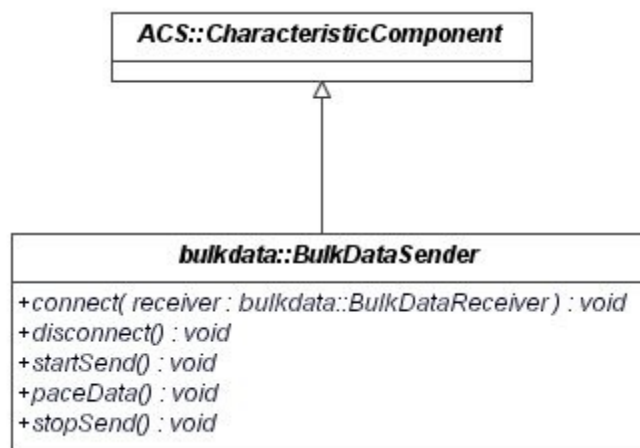 ACS::CharacteristicComponent
bulkdata::BulkDataSender
+connect( receiver : bulkdata::BulkDataReceiver ) : void
+disconnect() : void
+startSend() : void
+paceData() : void
+stopSend() : void